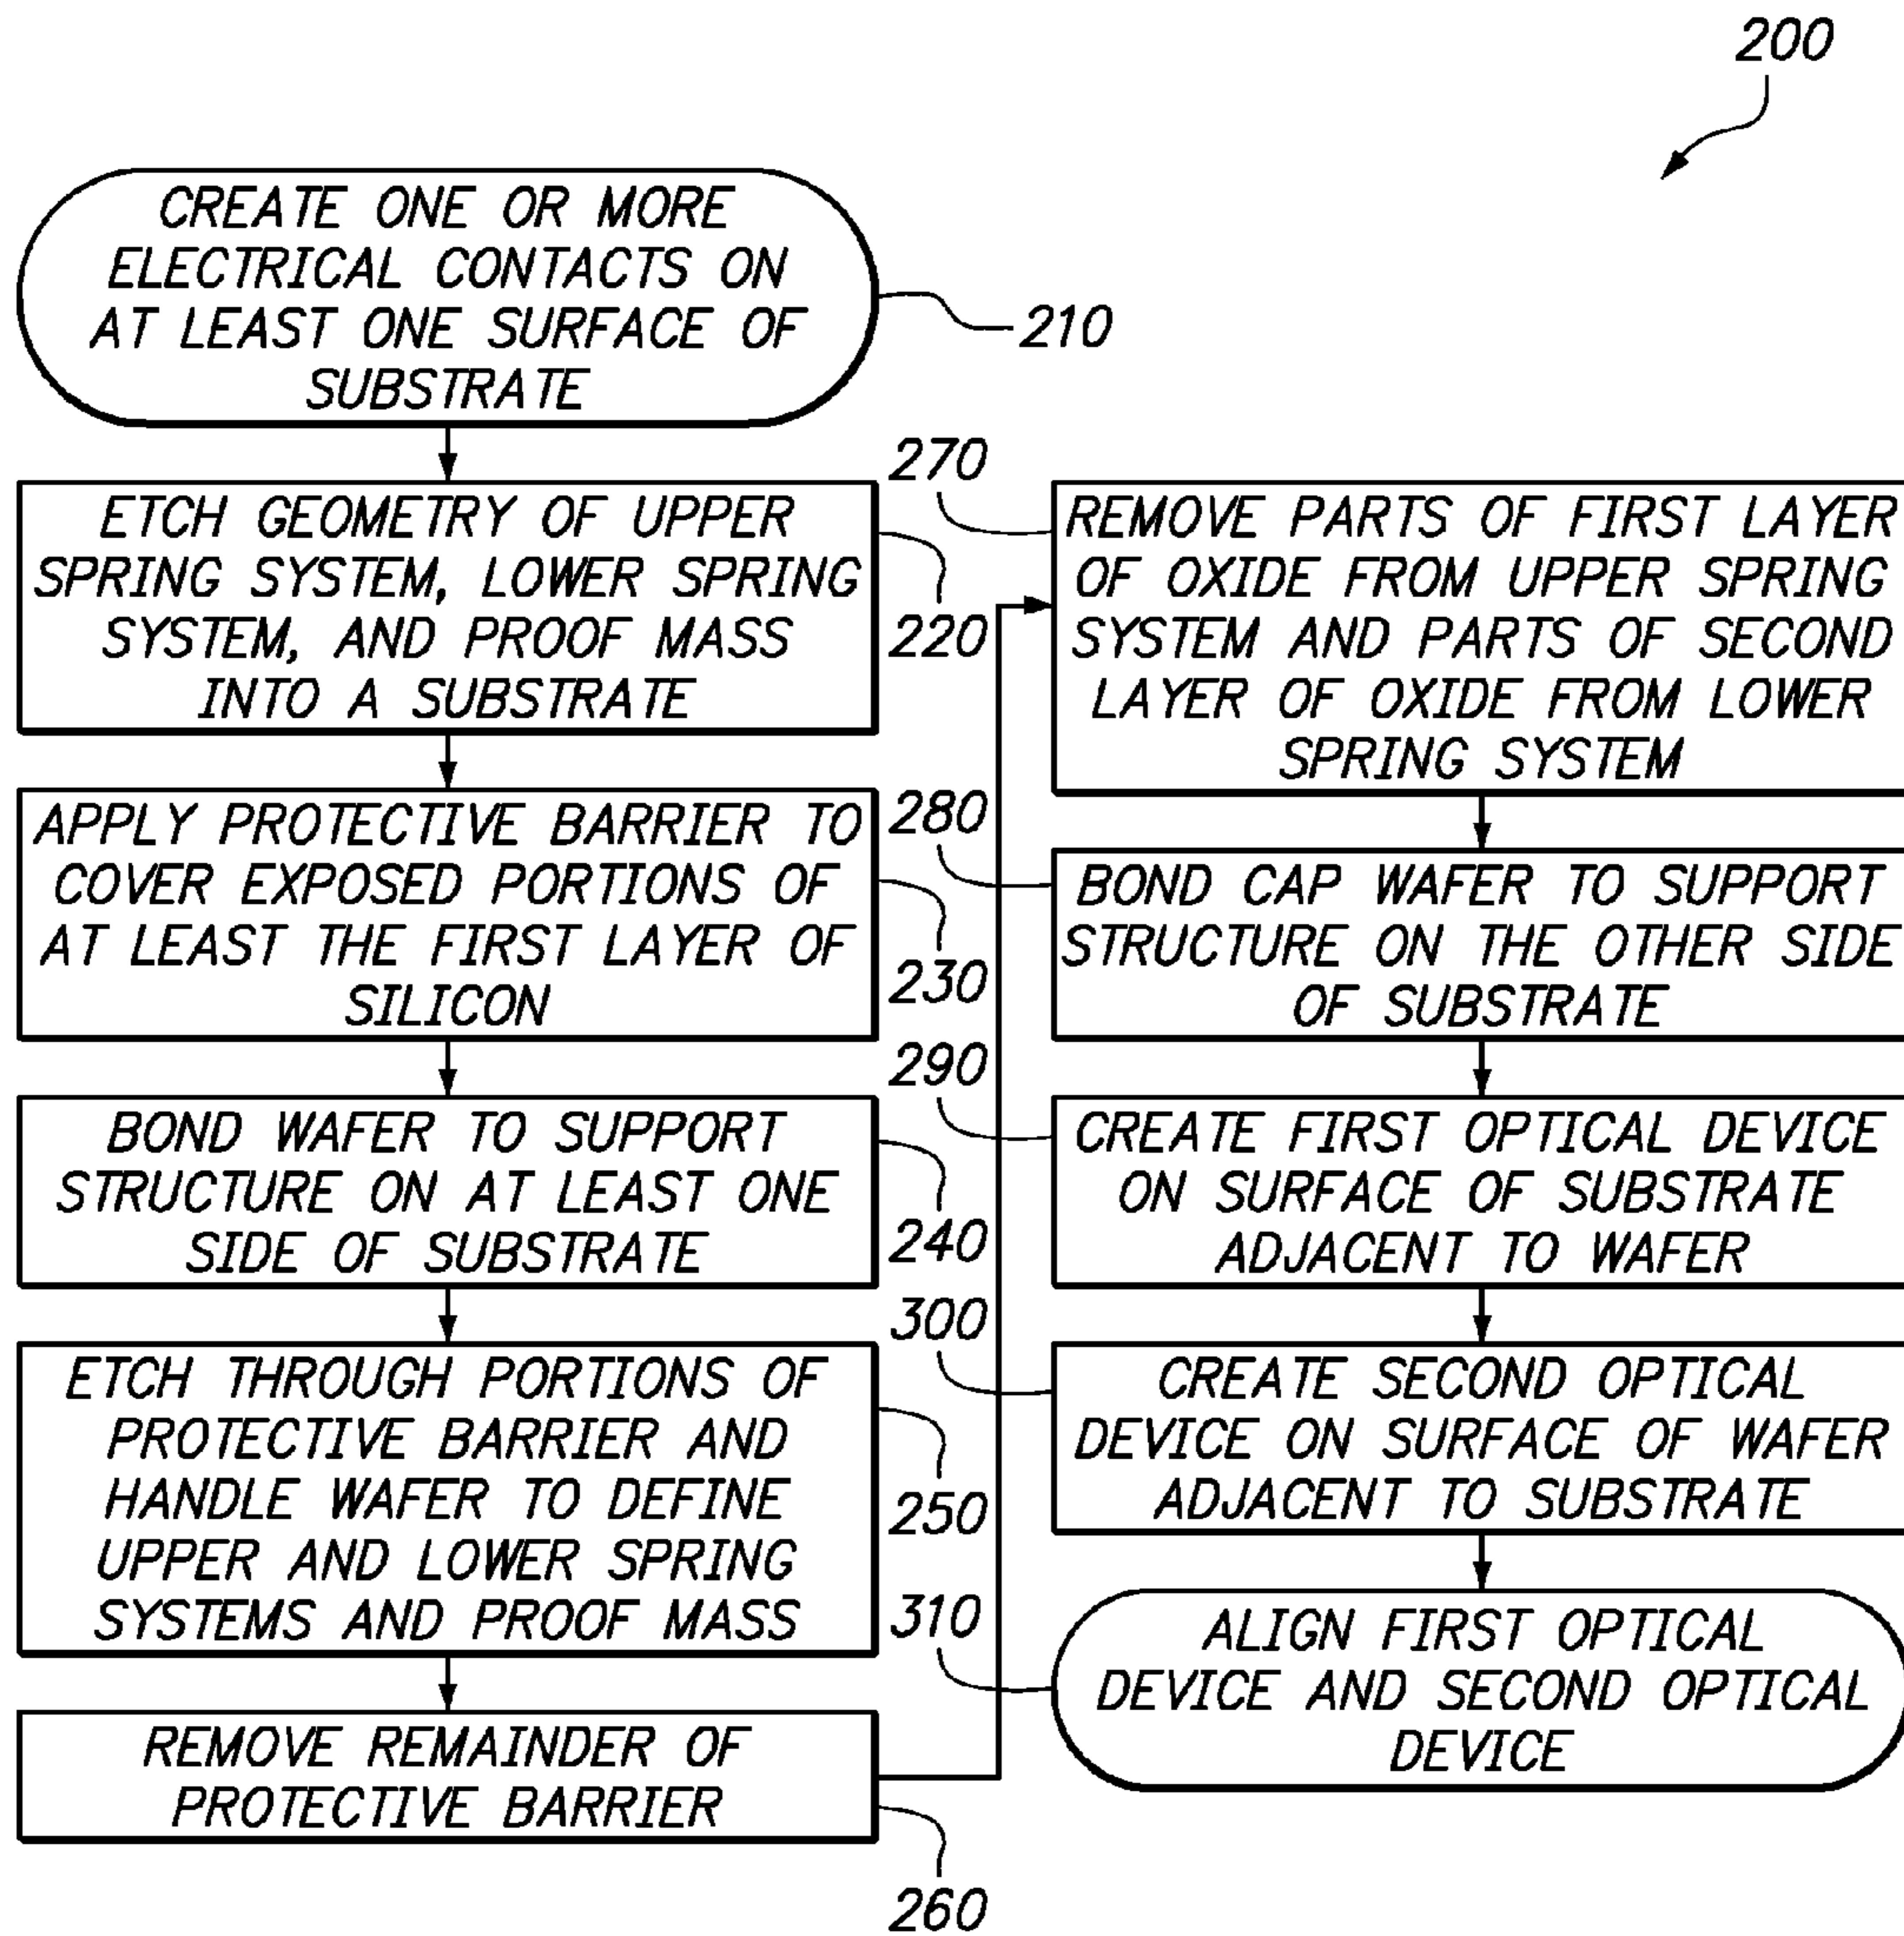 200
CREATE ONE OR MORE
ELECTRICAL CONTACTS ON
AT LEAST ONE SURFACE OF
SUBSTRATE
210
ETCH GEOMETRY OF UPPER
SPRING SYSTEM, LOWER SPRING
SYSTEM, AND PROOF MASS
INTO A SUBSTRATE
220
APPLY PROTECTIVE BARRIER TO
COVER EXPOSED PORTIONS OF
AT LEAST THE FIRST LAYER OF
SILICON
230
BOND WAFER TO SUPPORT
STRUCTURE ON AT LEAST ONE
SIDE OF SUBSTRATE
240
ETCH THROUGH PORTIONS OF
PROTECTIVE BARRIER AND
HANDLE WAFER TO DEFINE
UPPER AND LOWER SPRING
SYSTEMS AND PROOF MASS
250
REMOVE REMAINDER OF
PROTECTIVE BARRIER
260
270
REMOVE PARTS OF FIRST LAYER
OF OXIDE FROM UPPER SPRING
SYSTEM AND PARTS OF SECOND
LAYER OF OXIDE FROM LOWER
SPRING SYSTEM
280
BOND CAP WAFER TO SUPPORT
STRUCTURE ON THE OTHER SIDE
OF SUBSTRATE
290
CREATE FIRST OPTICAL DEVICE
ON SURFACE OF SUBSTRATE
ADJACENT TO WAFER
300
CREATE SECOND OPTICAL
DEVICE ON SURFACE OF WAFER
ADJACENT TO SUBSTRATE
310
ALIGN FIRST OPTICAL
DEVICE AND SECOND OPTICAL
DEVICE